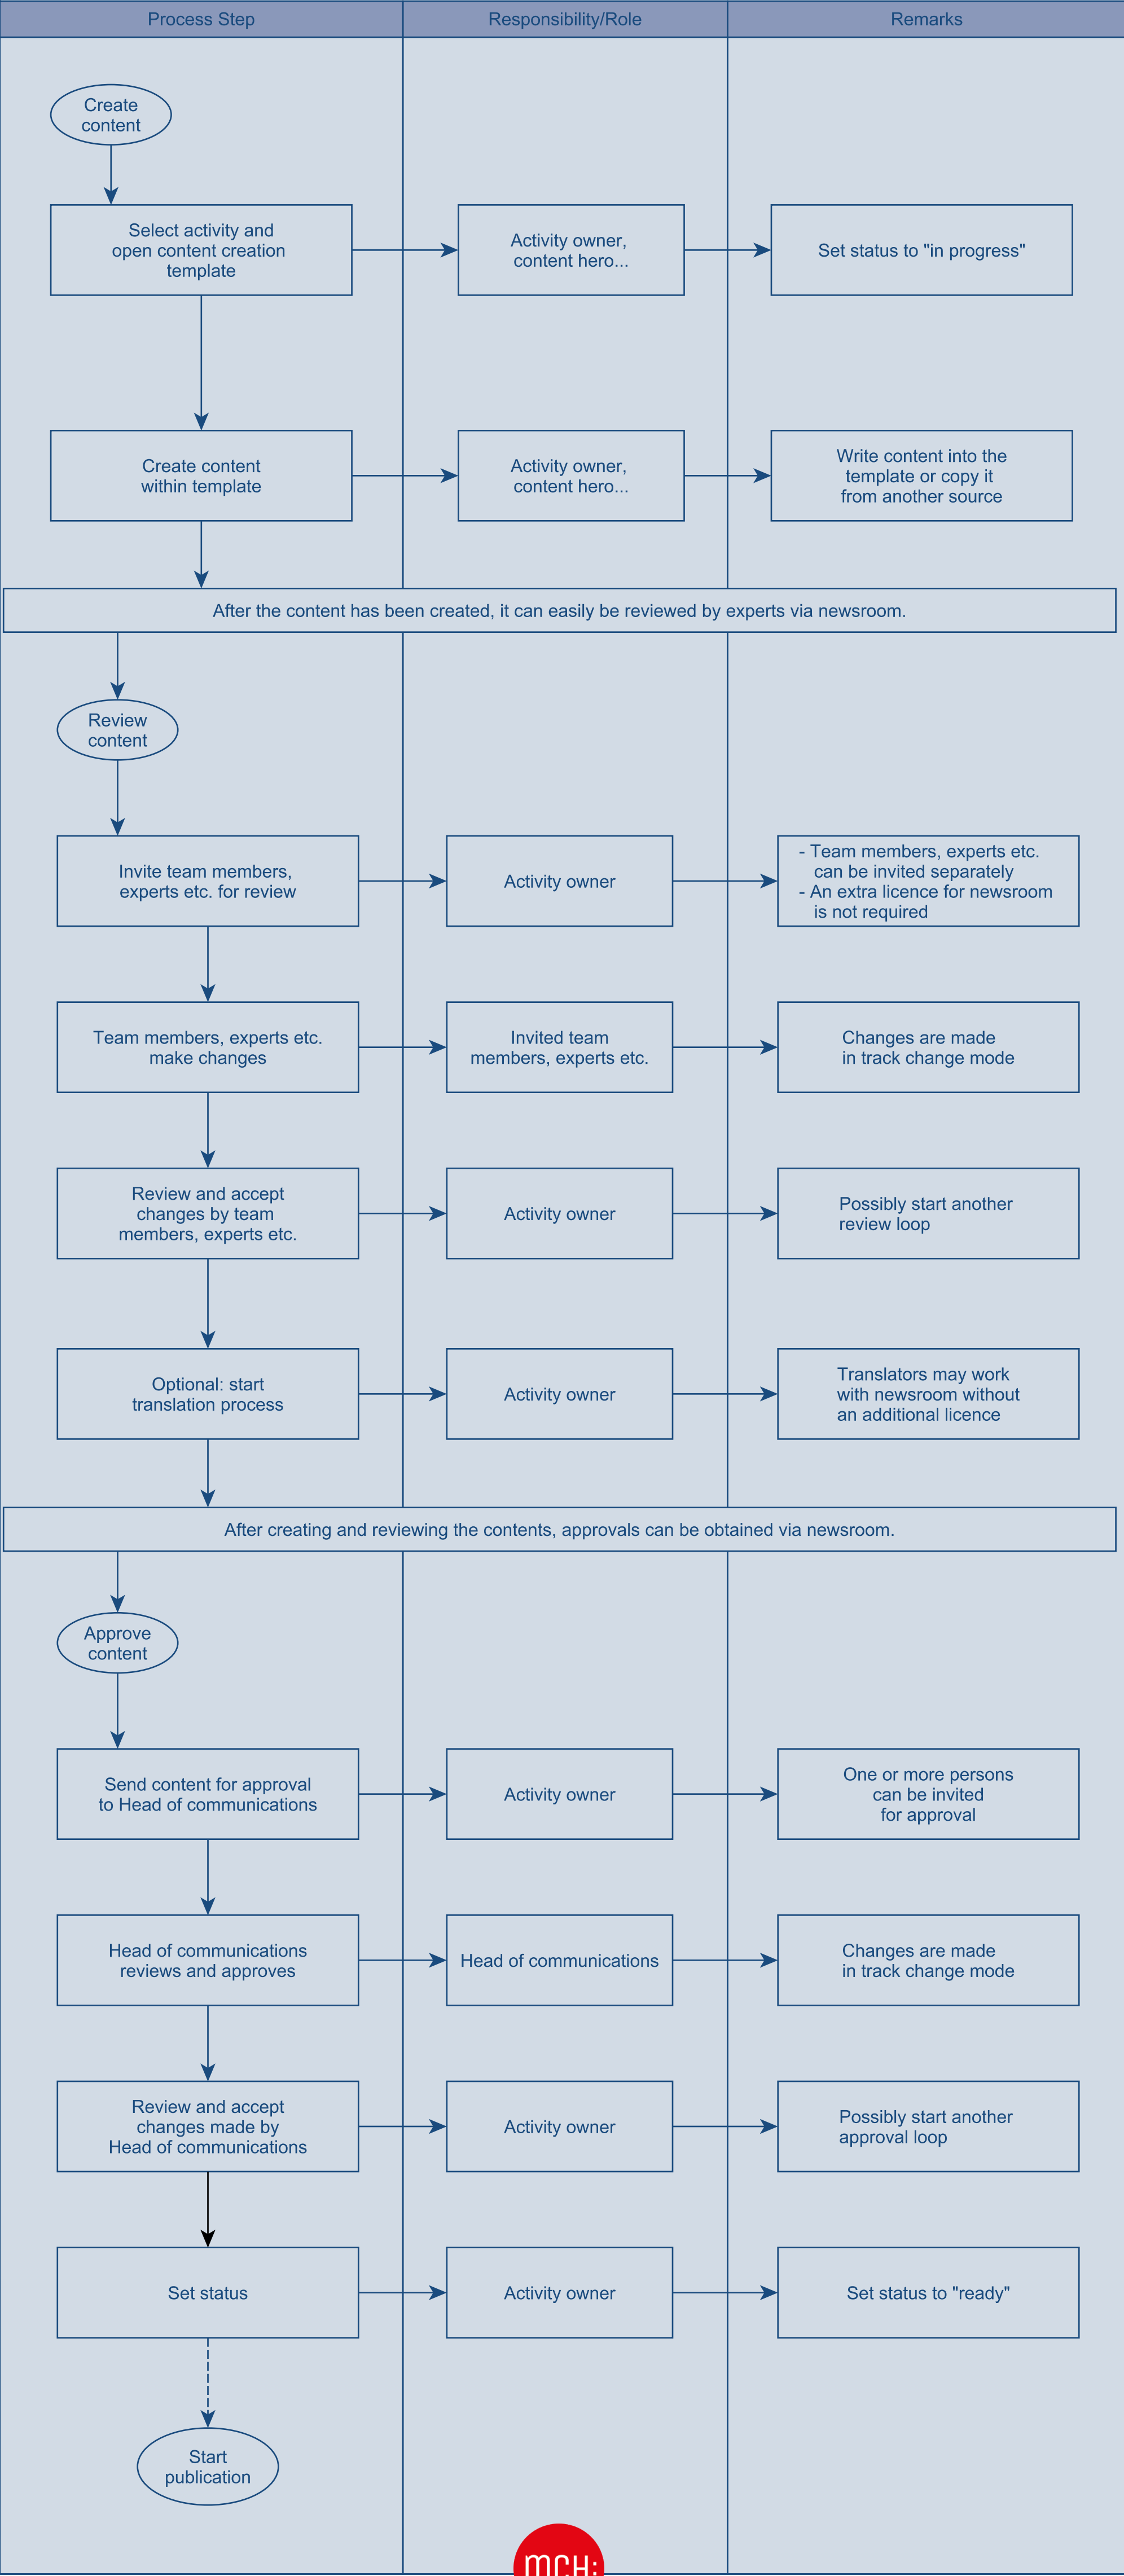 Process Step
Responsibility/Role
Remarks
Create
content
Select activity and
open content creation
template
Activity owner,
content hero...
Set status to "in progress"
Create content
within template
Activity owner,
content hero...
Write content into the
template or copy it
from another source
After the content has been created, it can easily be reviewed by experts via newsroom.
Review
content
Invite team members,
experts etc. for review
Activity owner
- Team members, experts etc.
can be invited separately
- An extra licence for newsroom
is not required
Team members, experts etc.
make changes
Invited team
members, experts etc.
Changes are made
in track change mode
Review and accept
changes by team
members, experts etc.
Activity owner
Possibly start another
review loop
Optional: start
translation process
Activity owner
Translators may work
with newsroom without
an additional licence
After creating and reviewing the contents, approvals can be obtained via newsroom.
Approve
content
Send content for approval
to Head of communications
Activity owner
One or more persons
can be invited
for approval
Head of communications
reviews and approves
Head of communications
Changes are made
in track change mode
Review and accept
changes made by
Head of communications
Activity owner
Possibly start another
approval loop
Set status
Activity owner
Set status to "ready"
Start
publication
MCH: